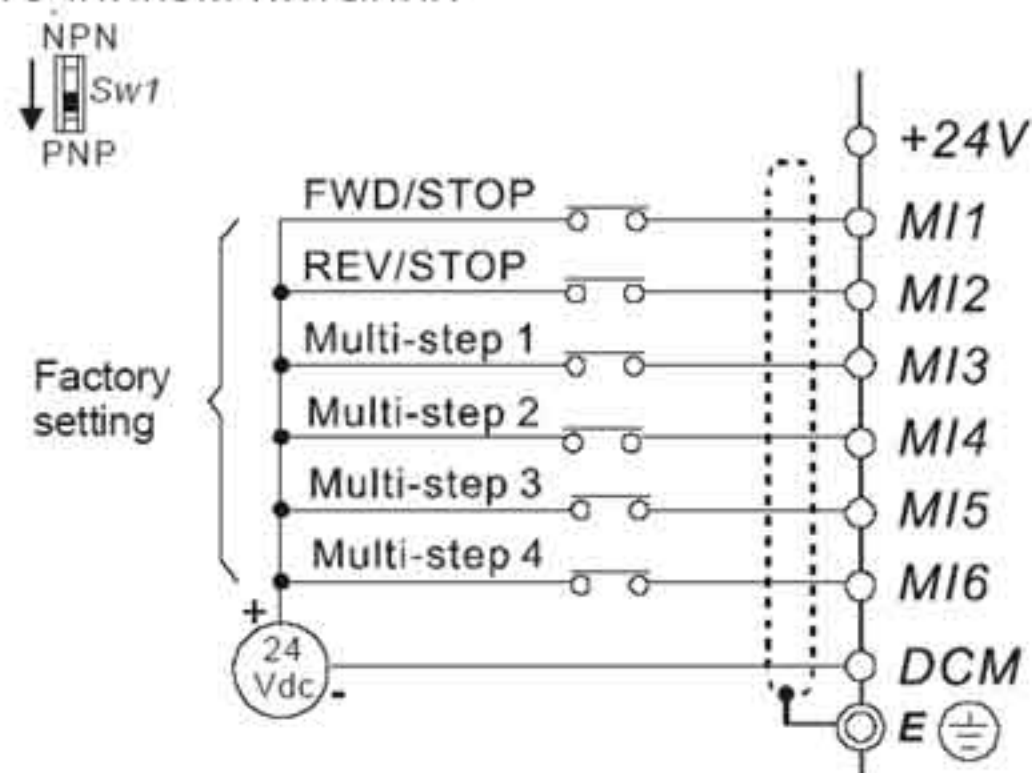 NPN
Sw1
PNP
+24V
FWD/STOP
MI1
REV/STOP
MI2
Multi-step 1
MI3
Factory
setting
Multi-step 2
MI4
Multi-step 3
MI5
Multi-step 4
MI6
+
24
Vdc
-
DCM
E